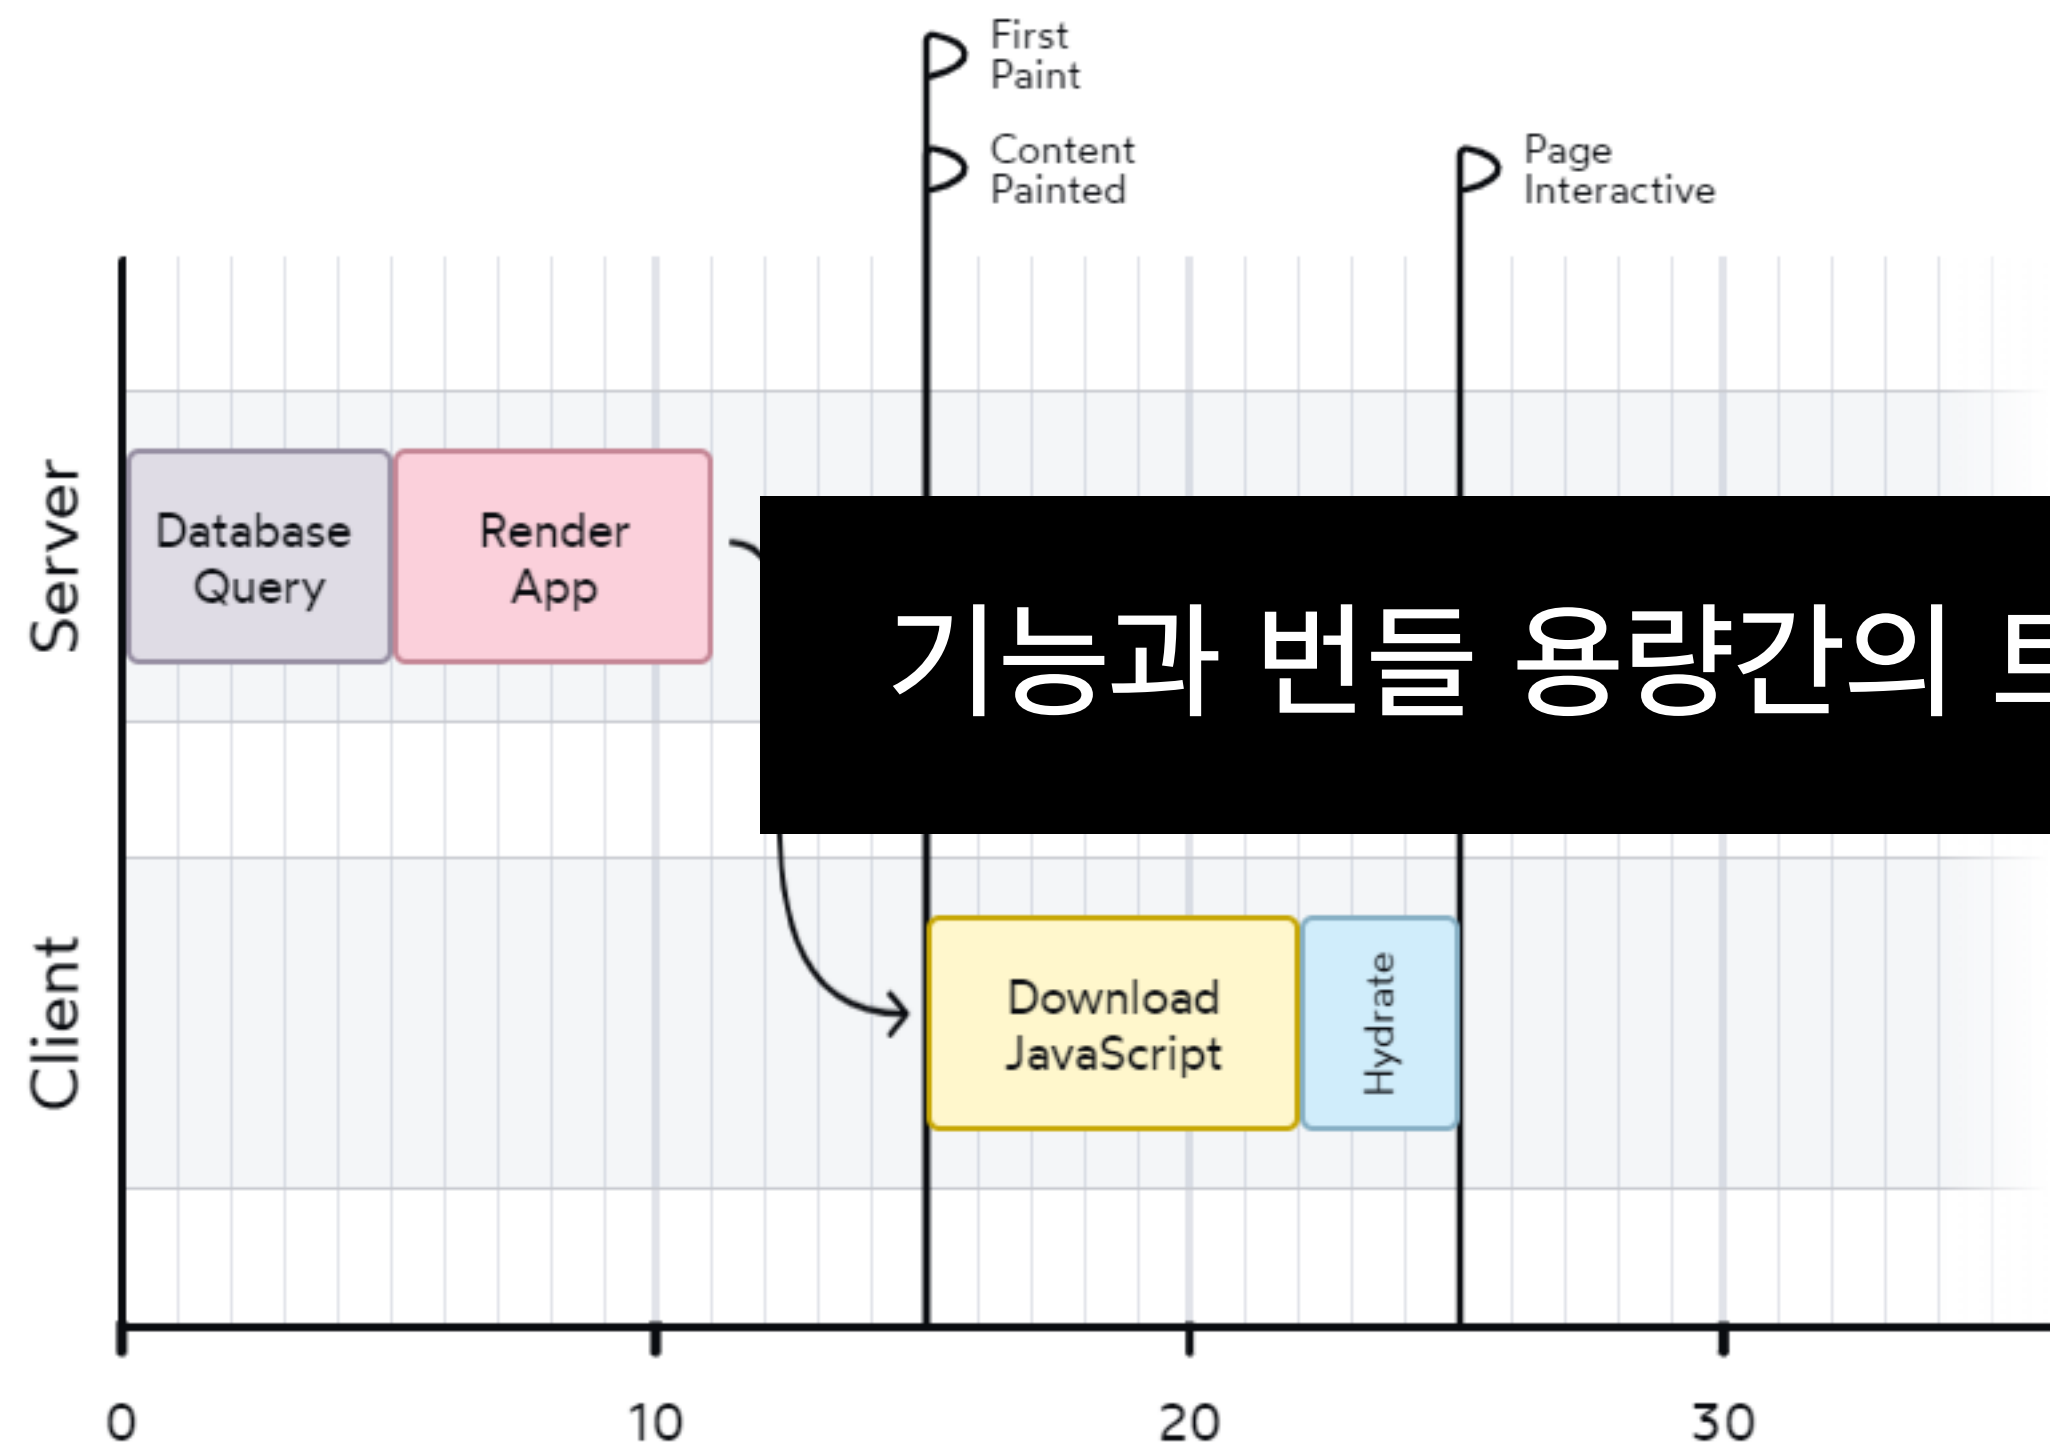 First
Paint
Content
Painted
Page
Interactive
Server
Database
Query
Render
App
기능과 번들 용량간의
Client
Download
JavaScript
Hydrate
0
10
20
30